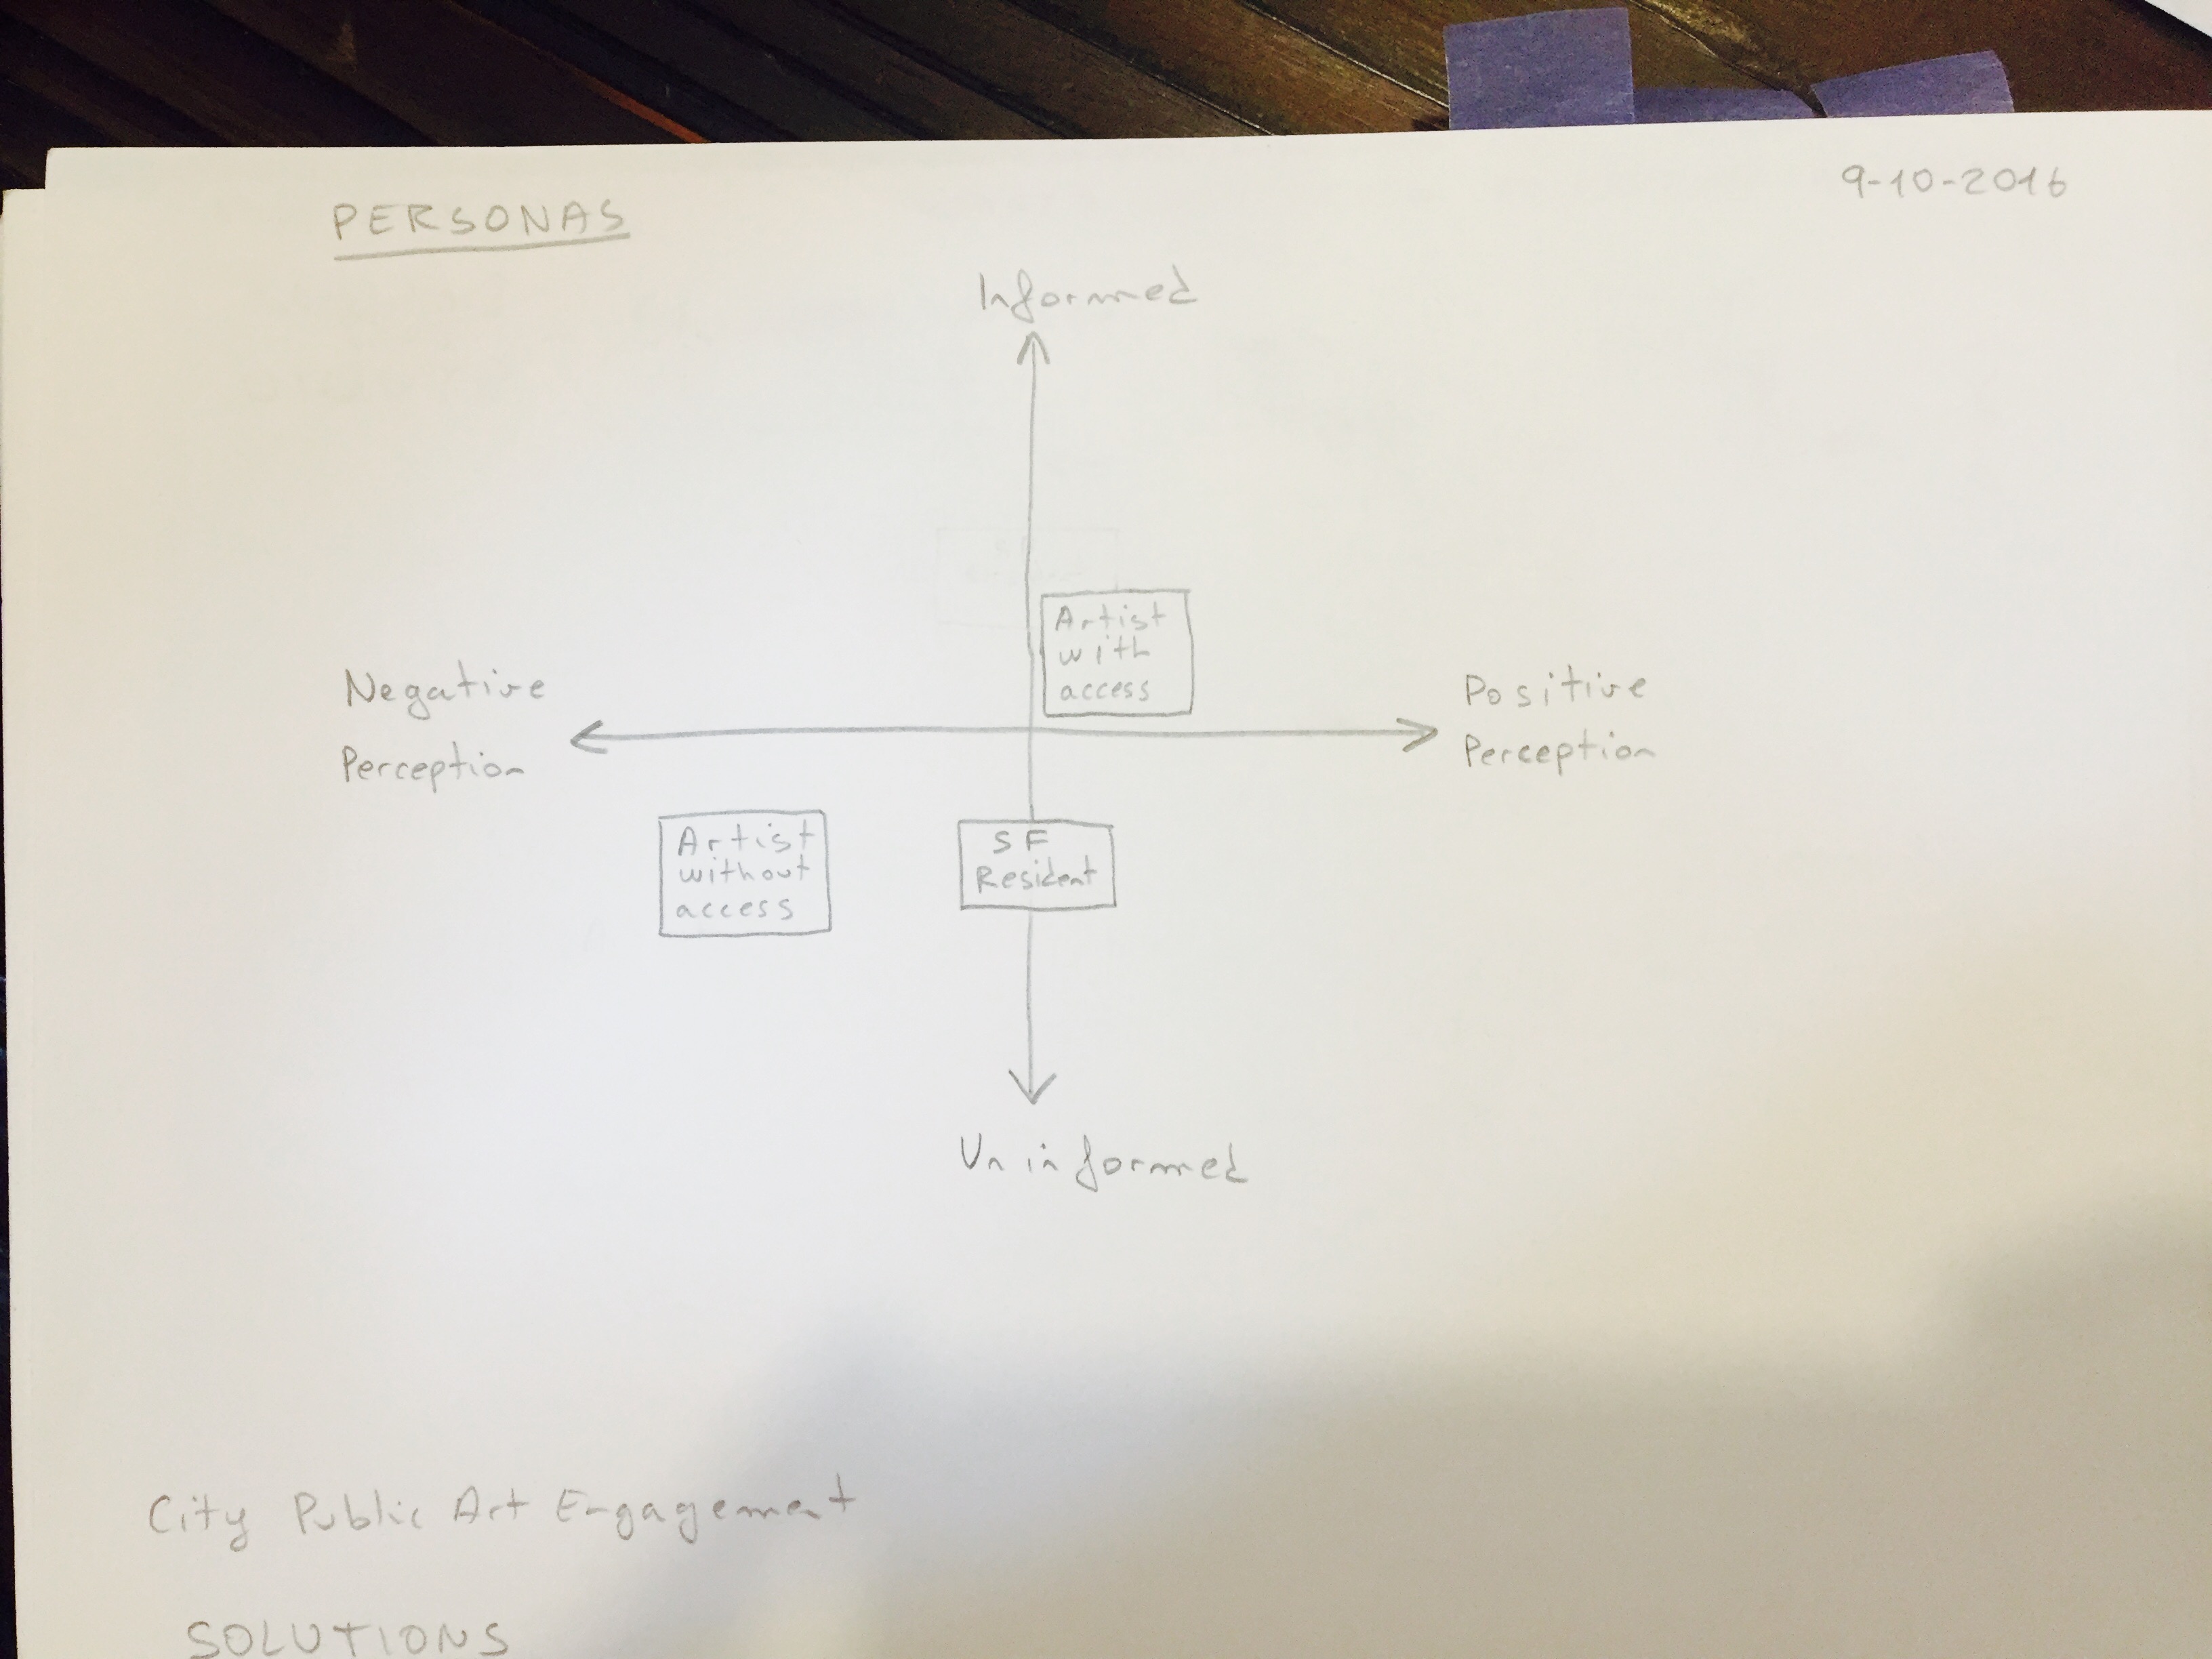 PERSONAS
9-10-2016
Informed
Artist
with
access
Negative
Perception
Positive
Perception
Artist
without
access
SF
Resident
Uninformed
City Public Art Engagement
SOLUTIONS